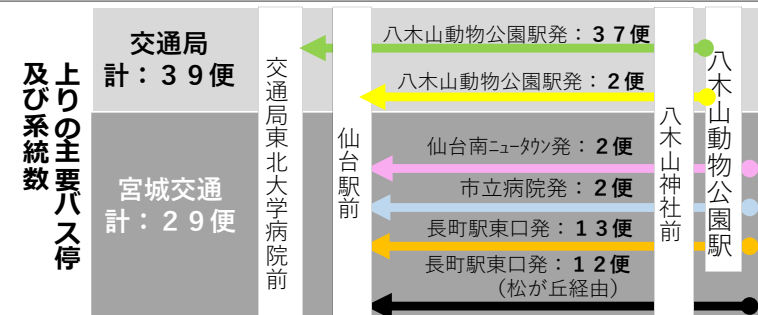 上りの主要バス停
及び系統数
交通局
計：３９便
宮城交通
計：２９便
交通局東北大学病院前
仙台駅前
八木山神社前
八木山動物公園駅
八木山動物公園駅発：３７便
八木山動物公園駅発：２便
仙台南ﾆｭｰﾀｳﾝ発：２便
市立病院発：２便
長町駅東口発：１３便
長町駅東口発：１２便
（松が丘経由）